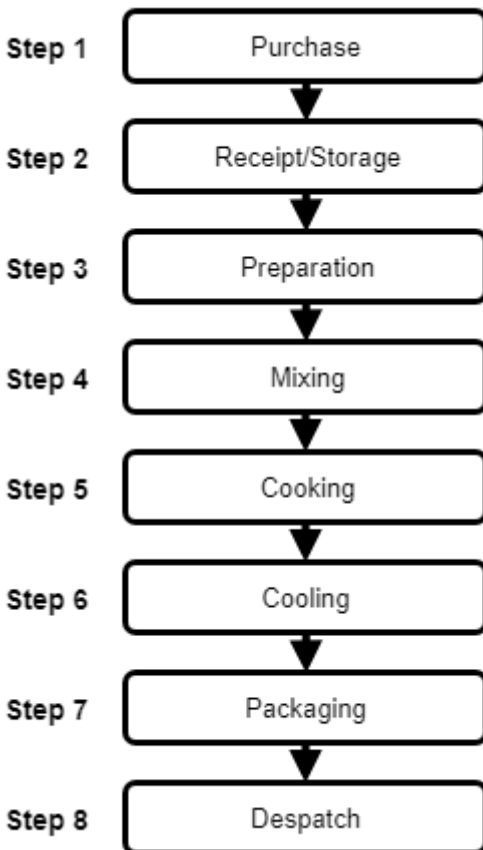 Step 1 Purchase
Step 2 Receipt/Storage
Step 3 Preparation
Step 4 Mixing
Step 5 Cooking
Step 6 Cooling
Step 7 Packaging
Step 8 Despatch